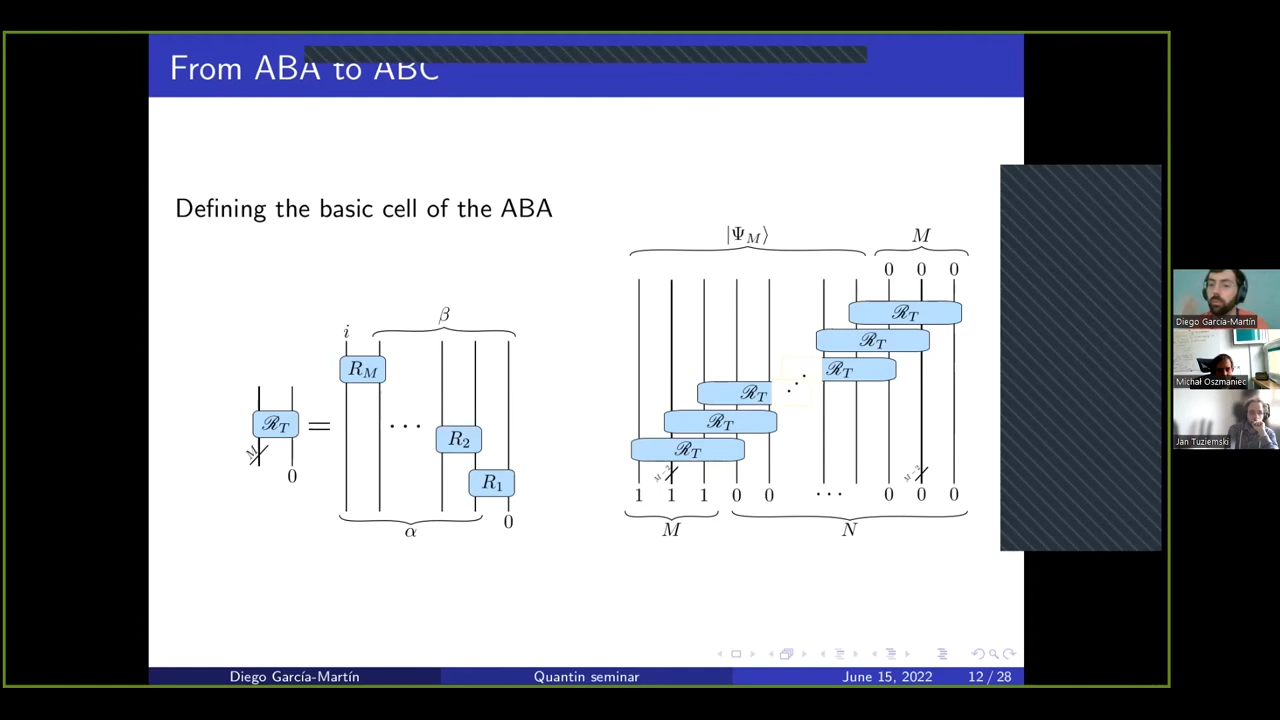 From ABA to ABC
Defining the basic cell of the ABA
|Ψ_M⟩ M
0 0 0
ℛ_T
ℛ_T
ℛ_T
ℛ_T
ℛ_T
ℛ_T
M−2 M−2
1 1 1 0 0 ⋯ 0 0 0
M N
β
i
R_M
ℛ_T = ⋯ R_2
M
0
R_1
α 0
Diego García-Martín
Michał Oszmaniec
Jan Tuziemski
Diego García-Martín Quantin seminar June 15, 2022 12 / 28